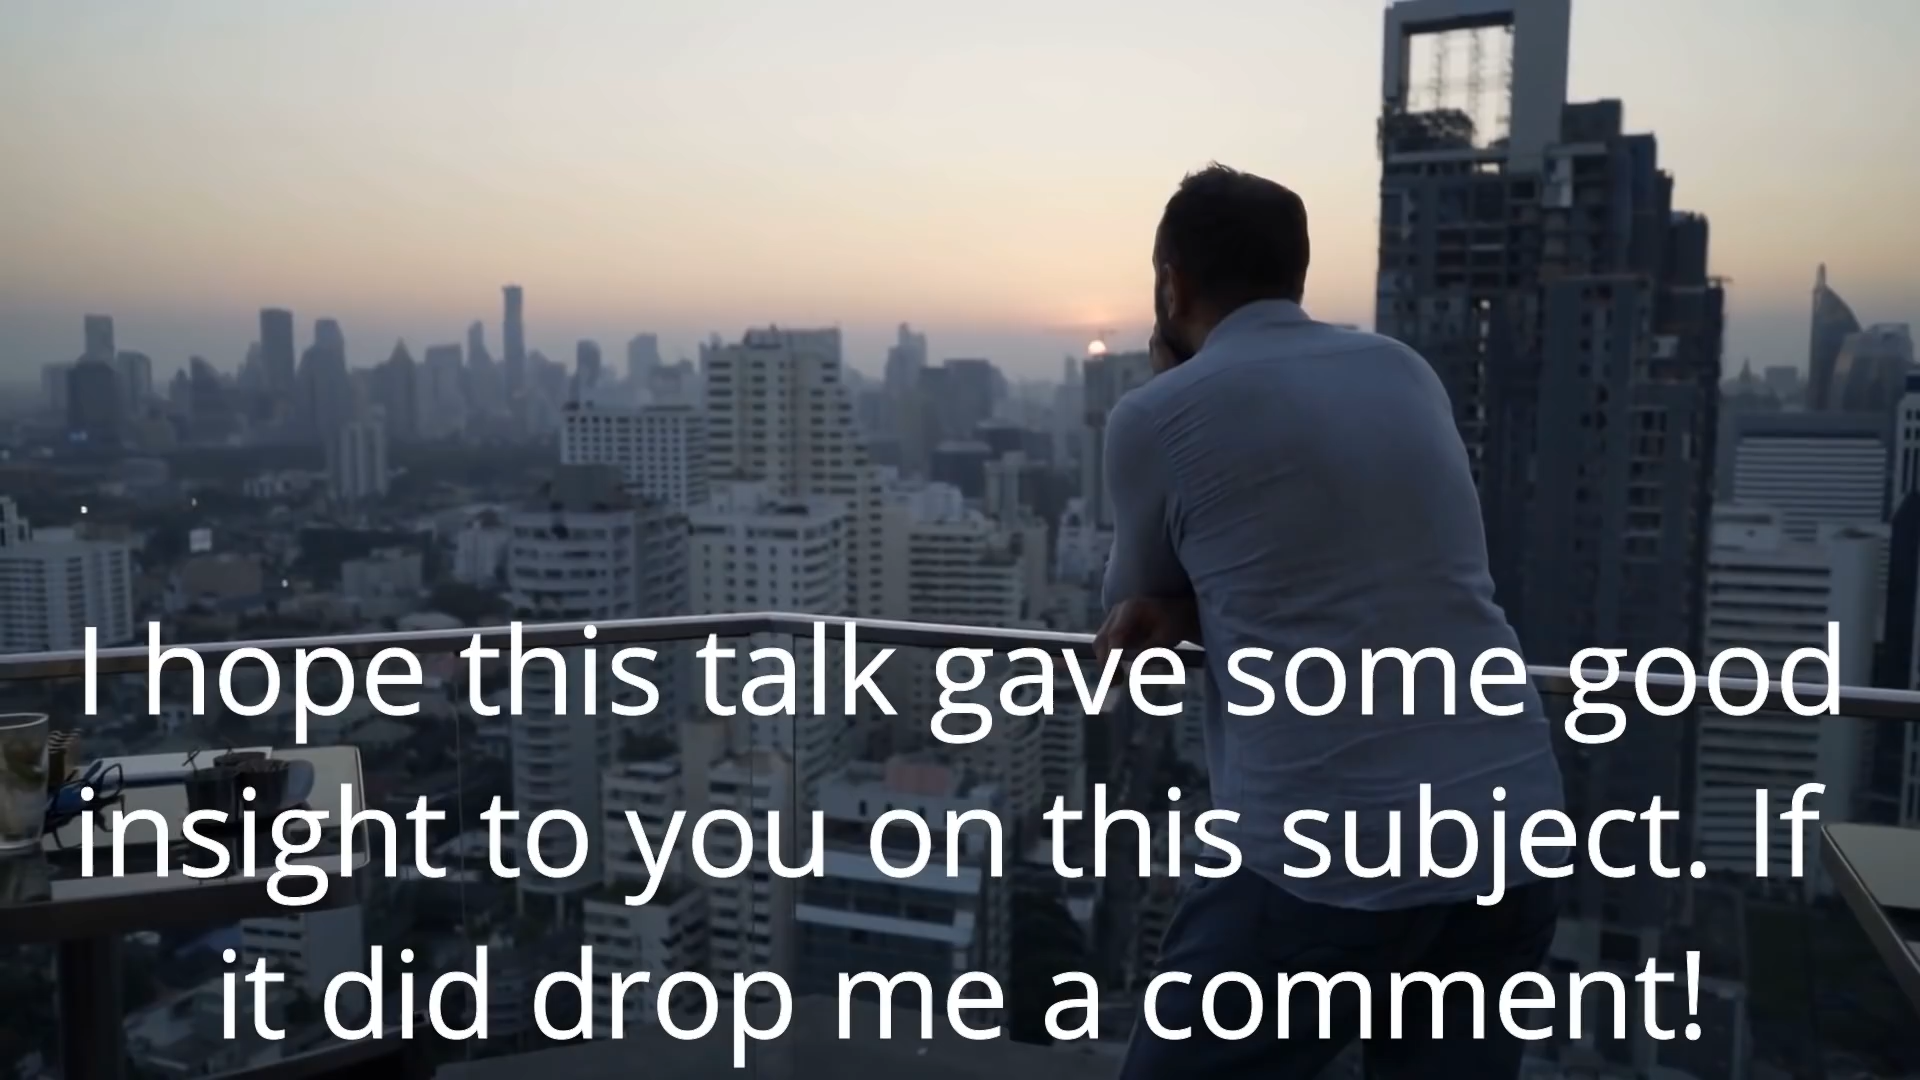 I hope this talk gave some good
insight to you on this subject. If
it did drop me a comment!